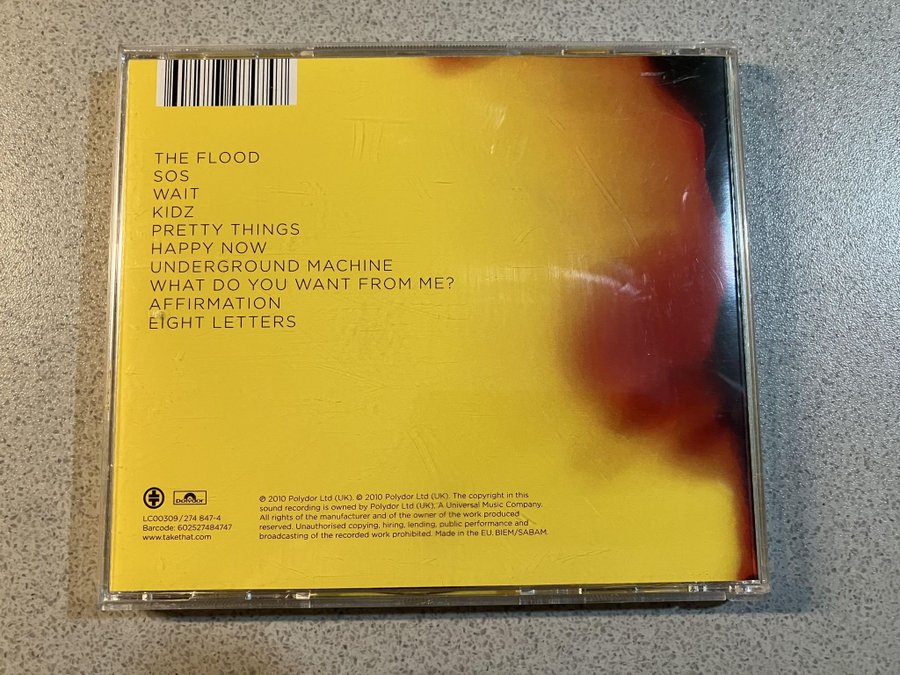 THE FLOOD
SOS
WAIT
KIDZ
PRETTY THINGS
HAPPY NOW
UNDERGROUND MACHINE
WHAT DO YOU WANT FROM ME?
AFFIRMATION
EIGHT LETTERS
Polydor
LC00309/274 847-4
Barcode: 602527484747
www.takethat.com
℗ 2010 Polydor Ltd (UK). © 2010 Polydor Ltd (UK). The copyright in this
sound recording is owned by Polydor Ltd (UK), A Universal Music Company.
All rights of the manufacturer and of the owner of the work produced
reserved. Unauthorised copying, hiring, lending, public performance and
broadcasting of the recorded work prohibited. Made in the EU. BIEM/SABAM.